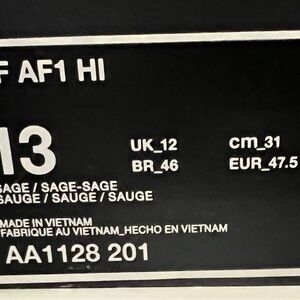 F AF1 HI
13
UK_12 cm_31
BR_46 EUR_47.5
SAGE / SAGE-SAGE
SAUGE / SAUGE / SAUGE
MADE IN VIETNAM
/FABRIQUE AU VIETNAM_HECHO EN VIETNAM
AA1128 201